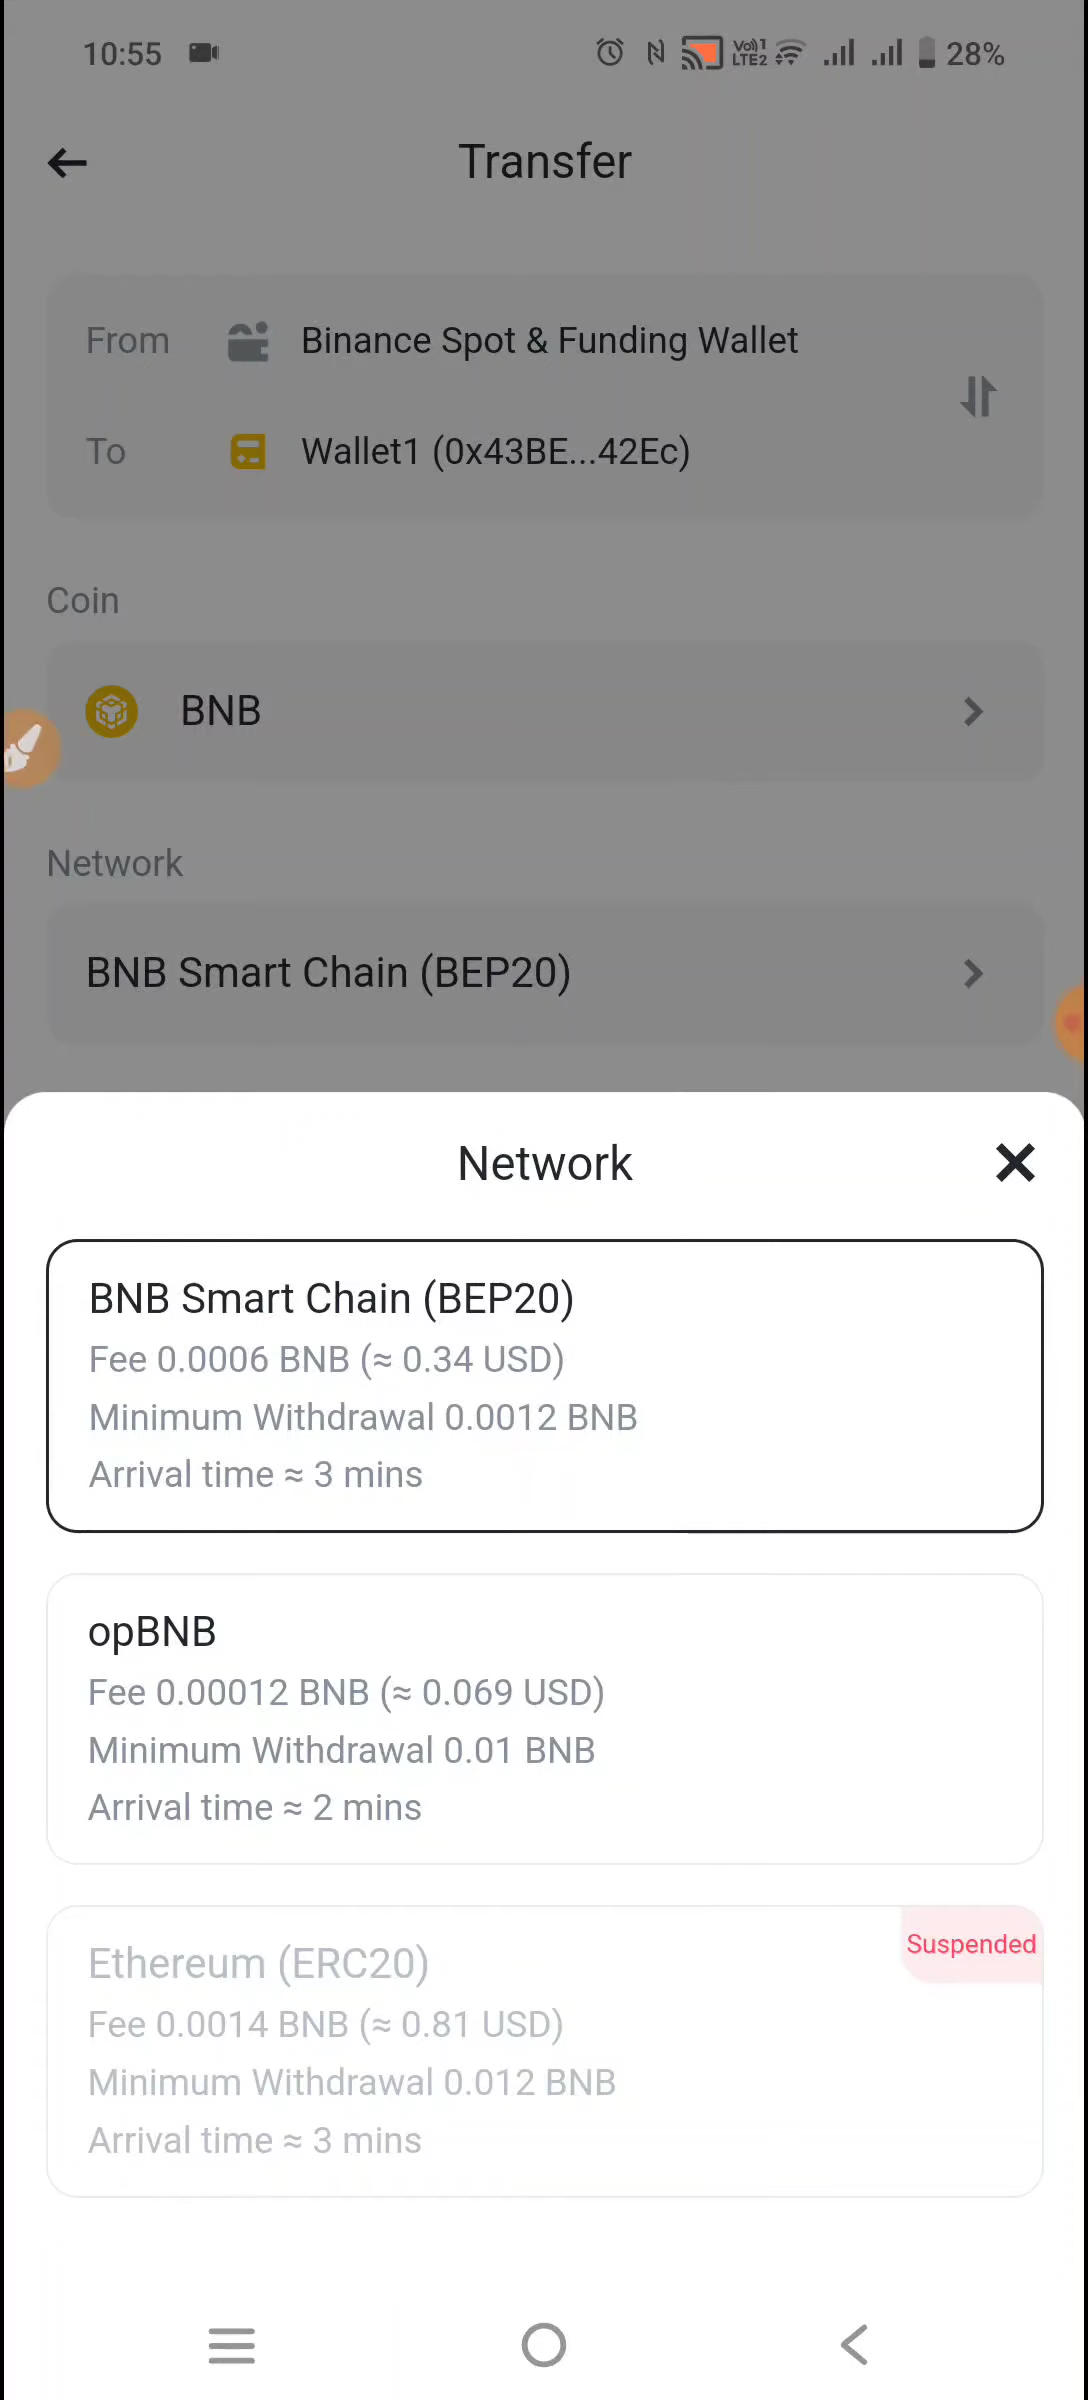 10:55
Vo)) 1
LTE2
28%
Transfer
From Binance Spot & Funding Wallet
To Wallet1 (0x43BE...42Ec)
Coin
BNB
Network
BNB Smart Chain (BEP20)
Network
BNB Smart Chain (BEP20)
Fee 0.0006 BNB (≈ 0.34 USD)
Minimum Withdrawal 0.0012 BNB
Arrival time ≈ 3 mins
opBNB
Fee 0.00012 BNB (≈ 0.069 USD)
Minimum Withdrawal 0.01 BNB
Arrival time ≈ 2 mins
Suspended
Ethereum (ERC20)
Fee 0.0014 BNB (≈ 0.81 USD)
Minimum Withdrawal 0.012 BNB
Arrival time ≈ 3 mins